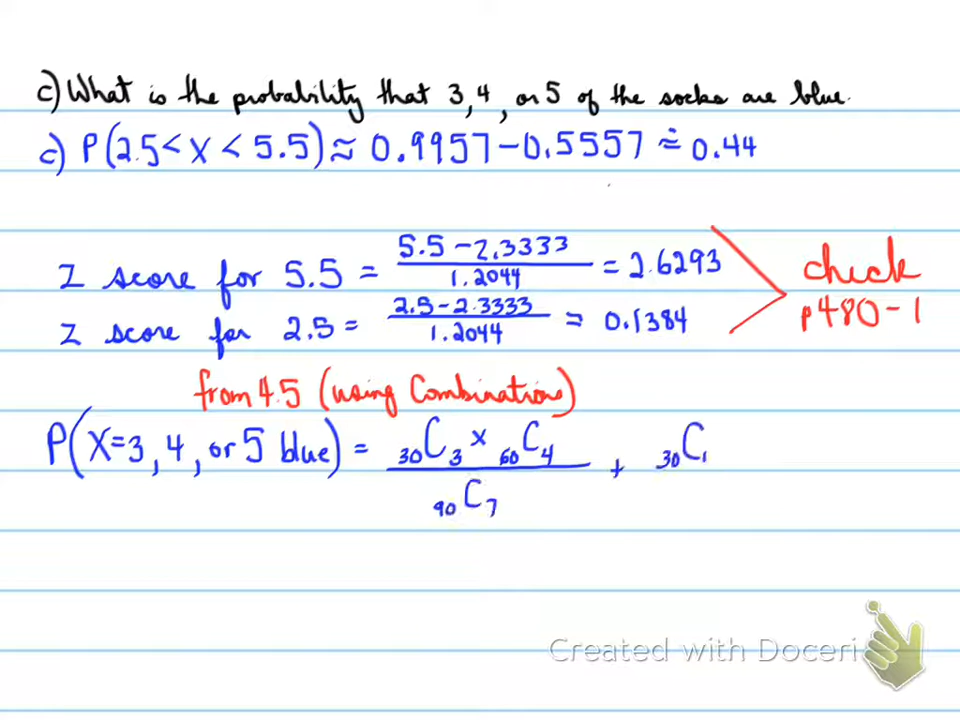 c) What is the probability that 3, 4, or 5 of the socks are blue.
c) P(2.5 < X < 5.5) ≈ 0.9957 - 0.5557 ≐ 0.44
Z score for 5.5 = (5.5 - 2.3333)/1.2044 = 2.6293
Z score for 2.5 = (2.5 - 2.3333)/1.2044 = 0.1384
check
p480-1
from 4.5 (using Combinations)
P(X=3, 4, or 5 blue) = (₃₀C₃ × ₆₀C₄)/₉₀C₇ + ₃₀C
Created with Doceri